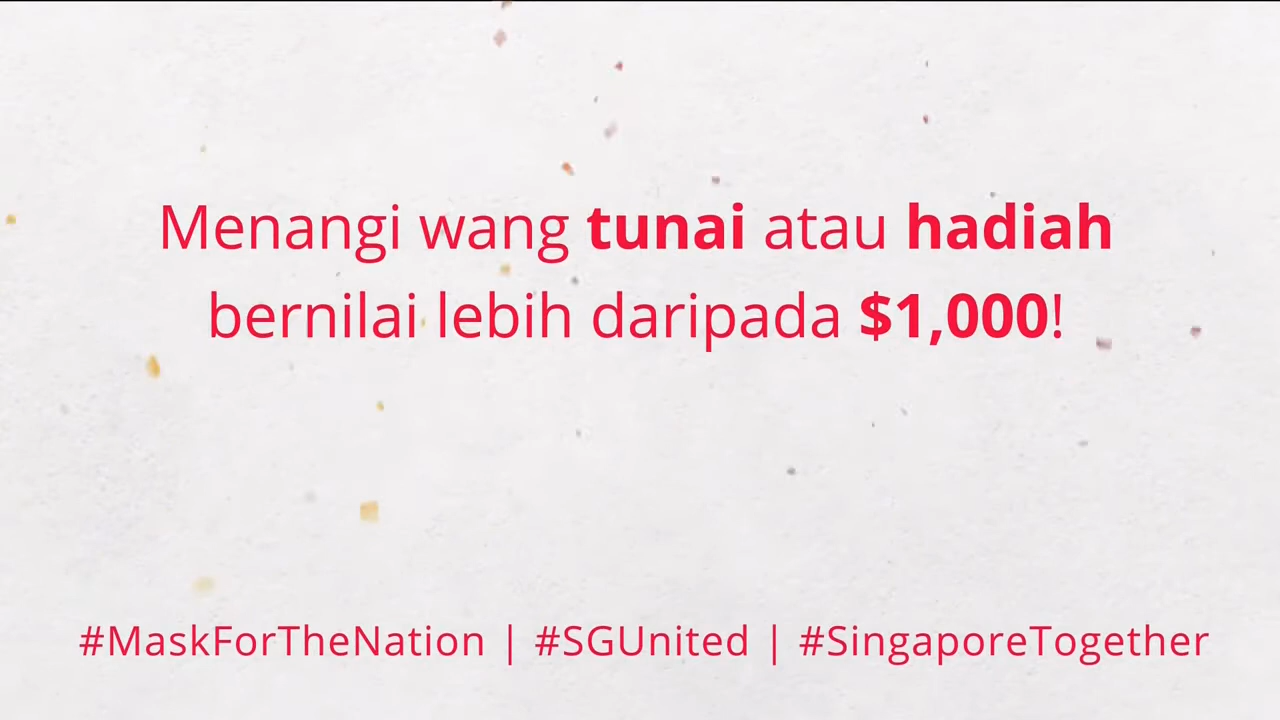 Menangi wang tunai atau hadiah
bernilai lebih daripada $1,000!
#MaskForTheNation | #SGUnited | #SingaporeTogether